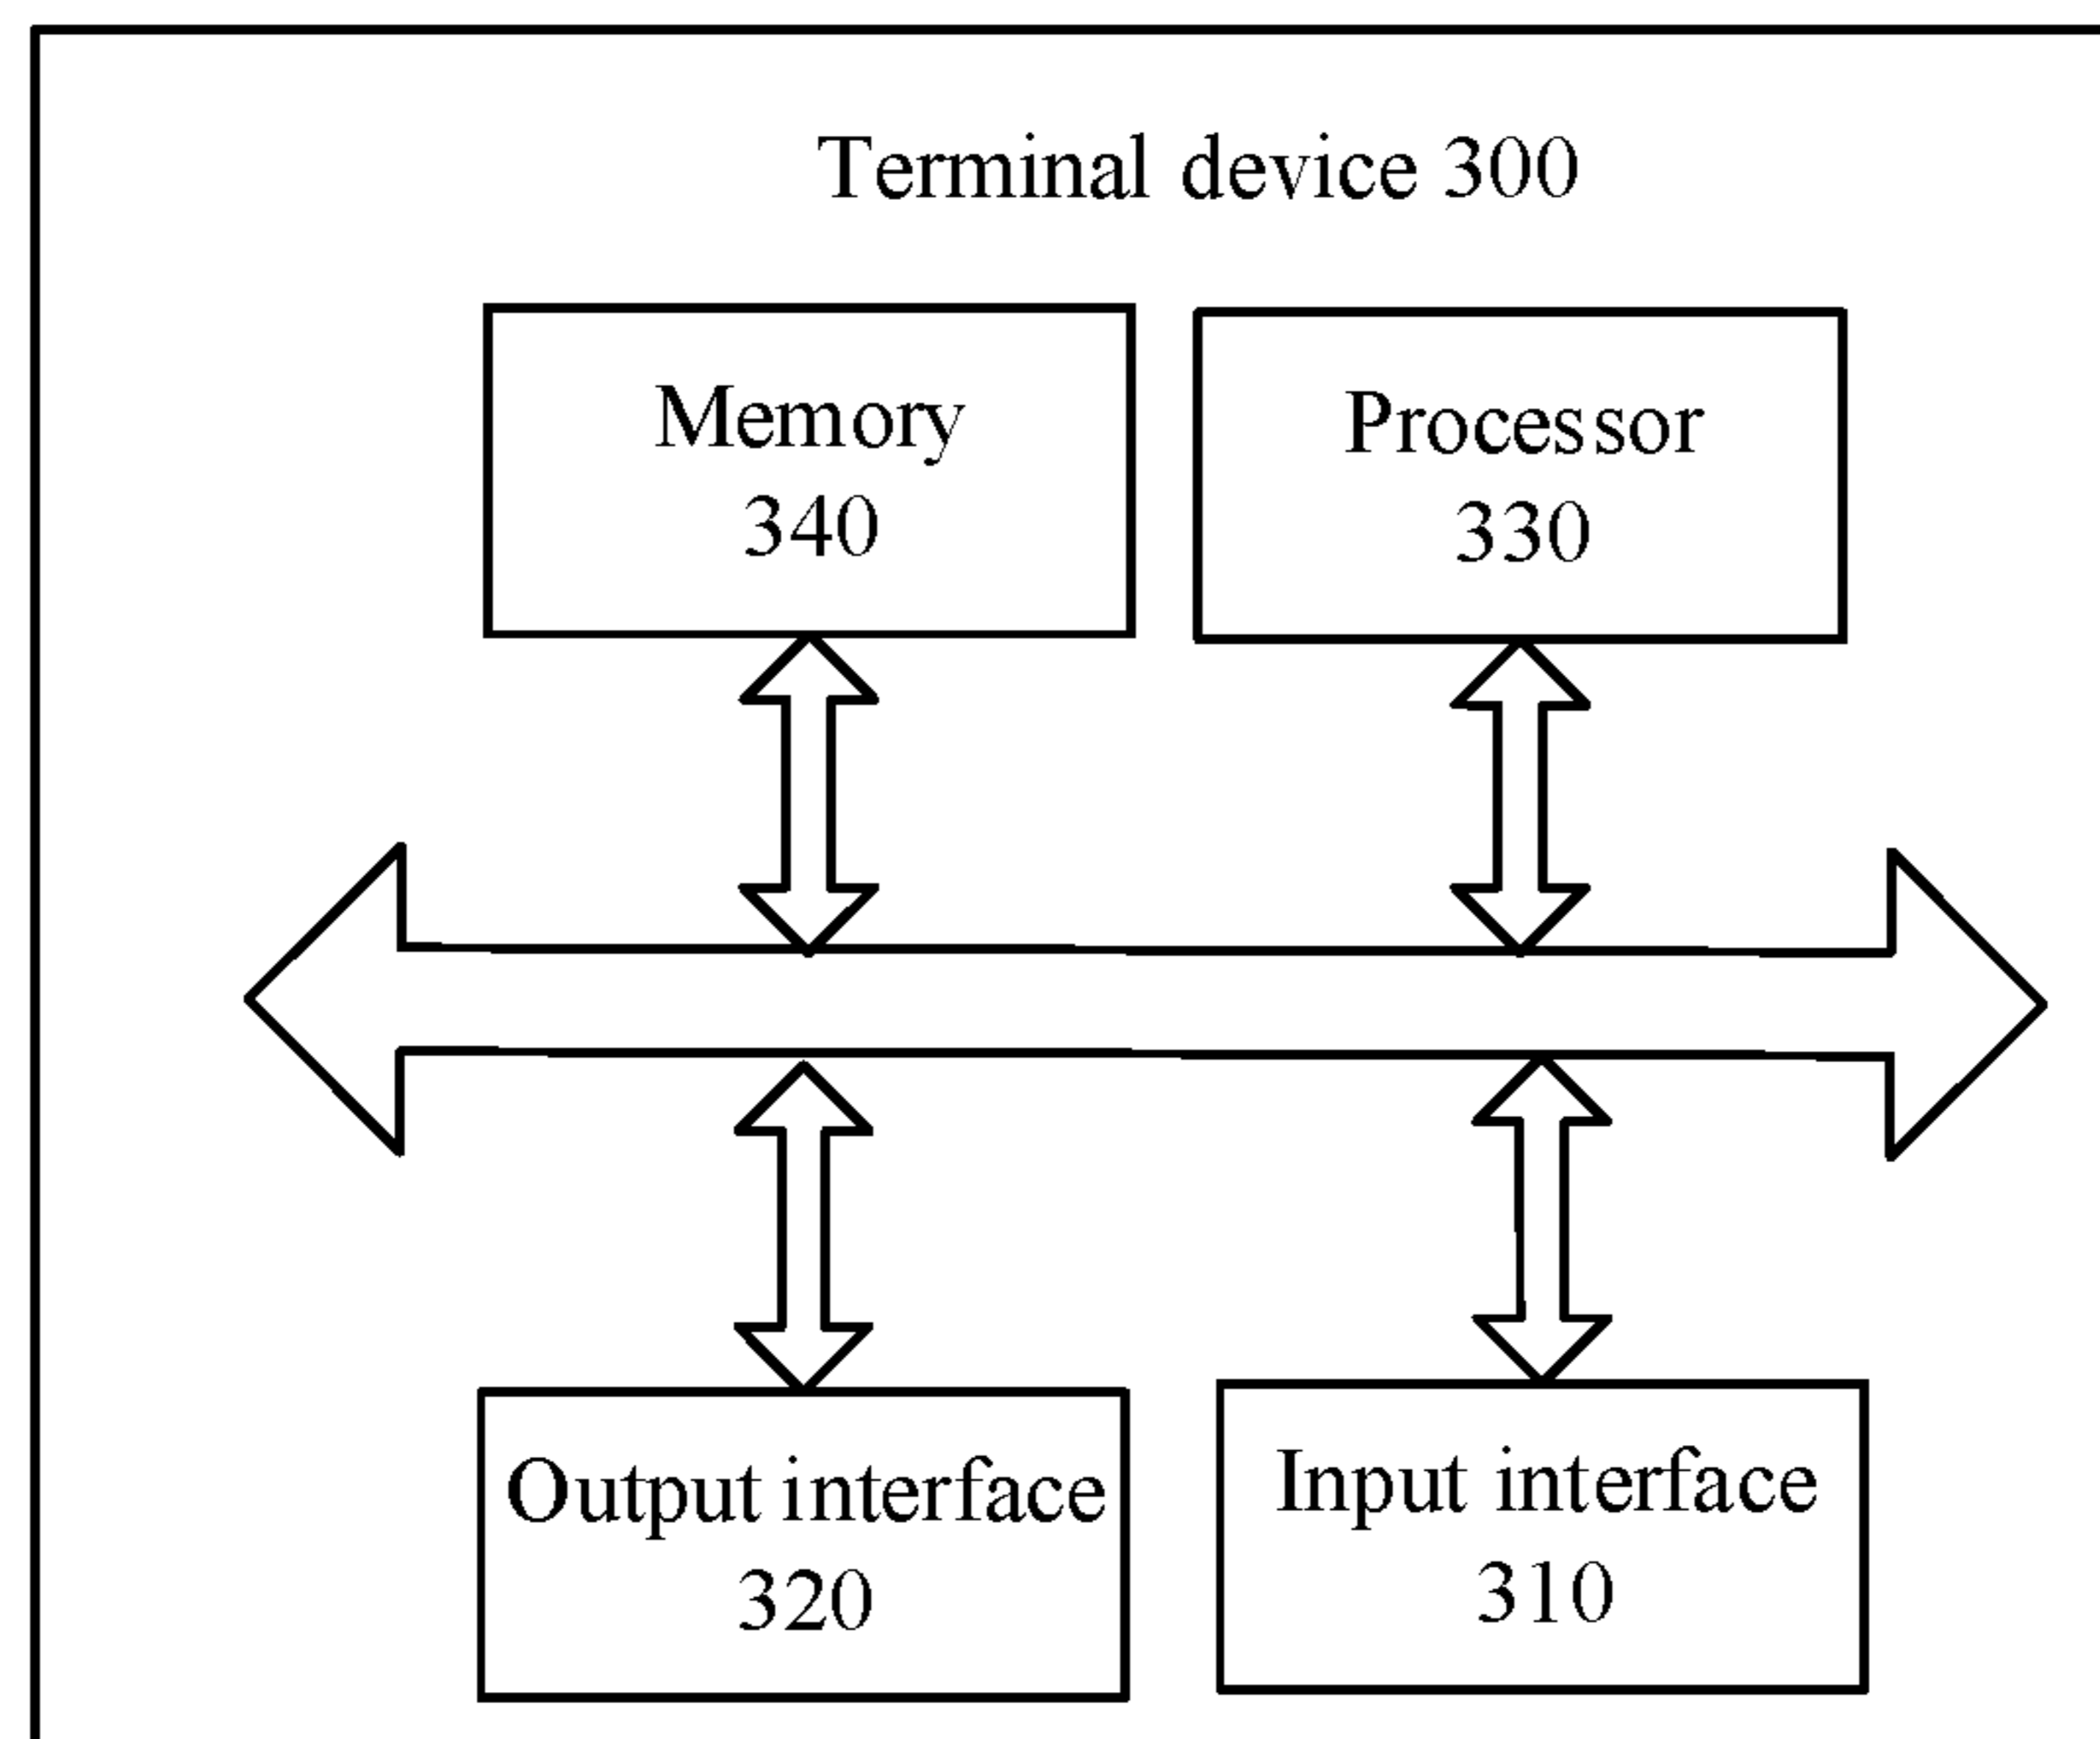 Terminal device 300
Memory
340
Processor
330
Output interface
320
Input interface
310